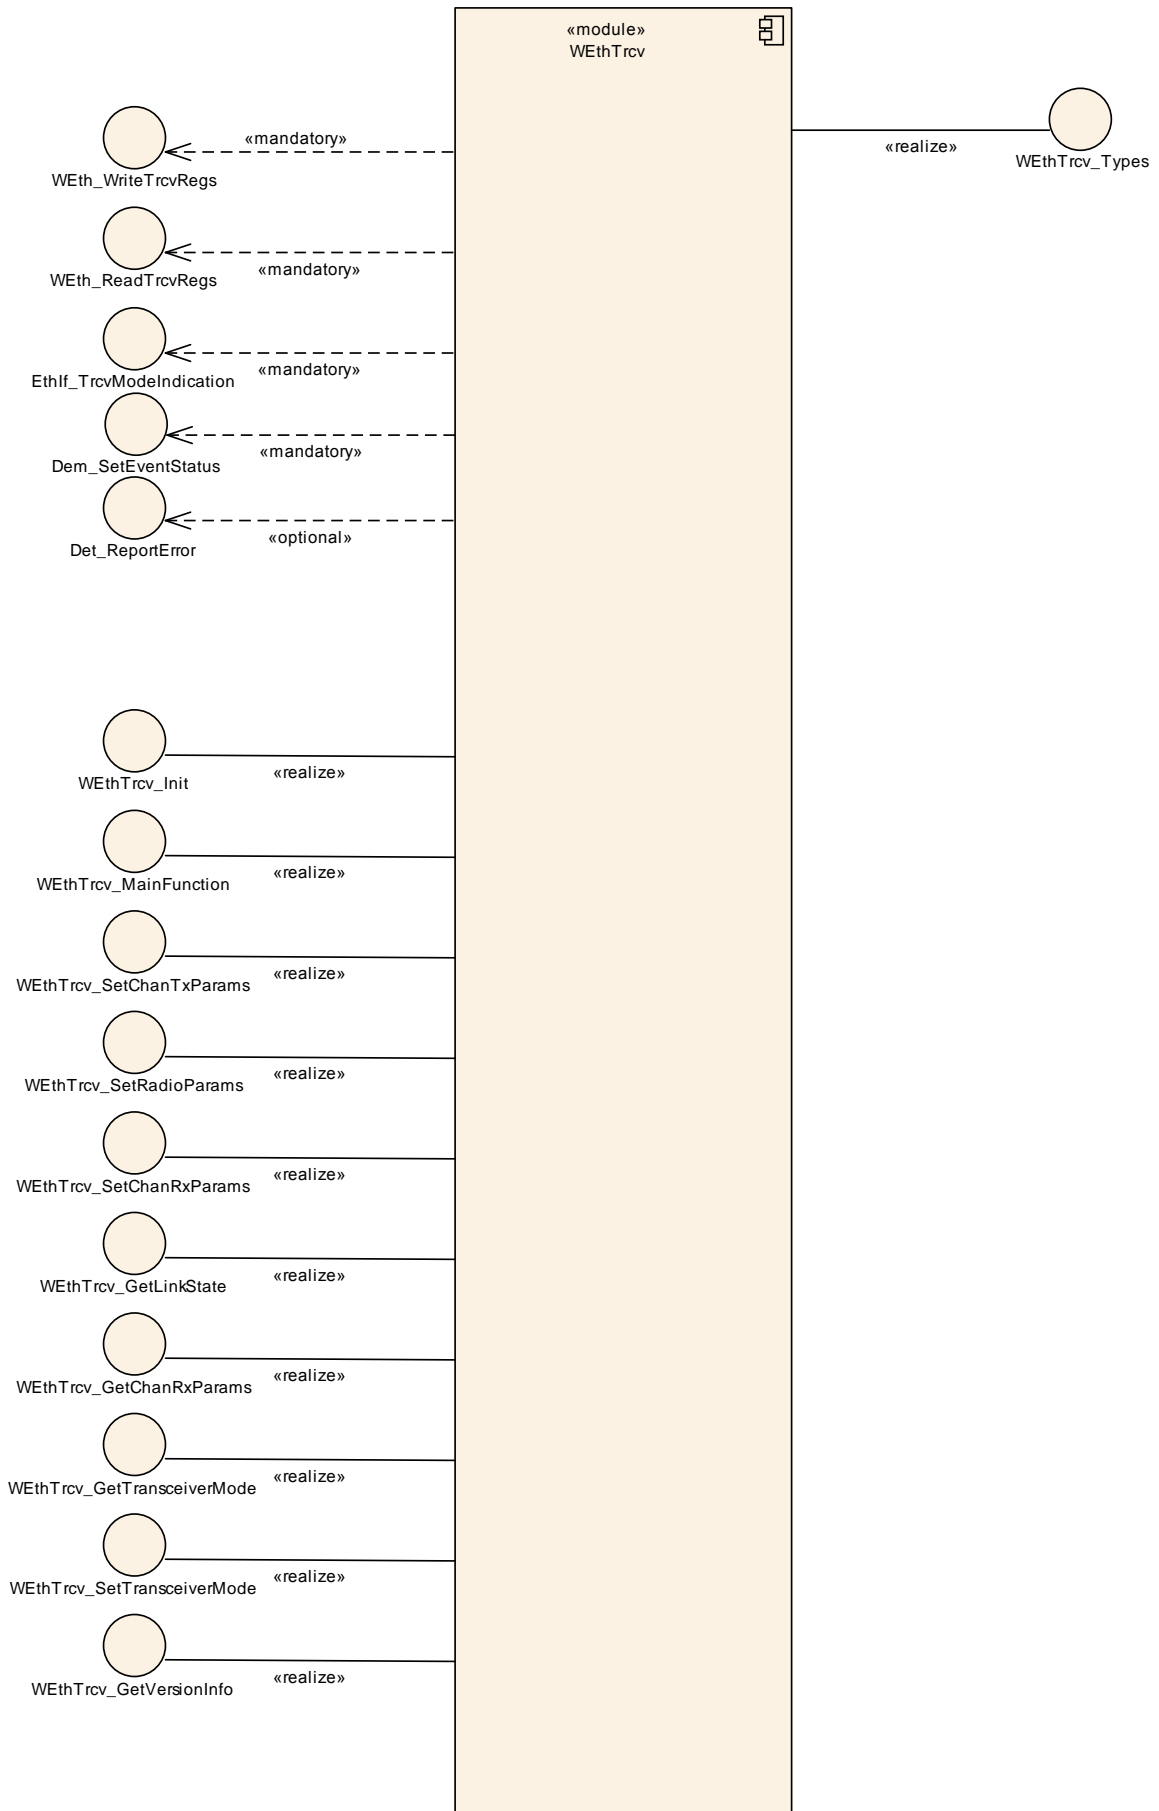 «module»
WEthTrcv
«mandatory»
WEth_WriteTrcvRegs
«realize»
WEthTrcv_Types
«mandatory»
WEth_ReadTrcvRegs
«mandatory»
EthIf_TrcvModeIndication
«mandatory»
Dem_SetEventStatus
«optional»
Det_ReportError
«realize»
WEthTrcv_Init
«realize»
WEthTrcv_MainFunction
«realize»
WEthTrcv_SetChanTxParams
«realize»
WEthTrcv_SetRadioParams
«realize»
WEthTrcv_SetChanRxParams
«realize»
WEthTrcv_GetLinkState
«realize»
WEthTrcv_GetChanRxParams
«realize»
WEthTrcv_GetTransceiverMode
«realize»
WEthTrcv_SetTransceiverMode
«realize»
WEthTrcv_GetVersionInfo